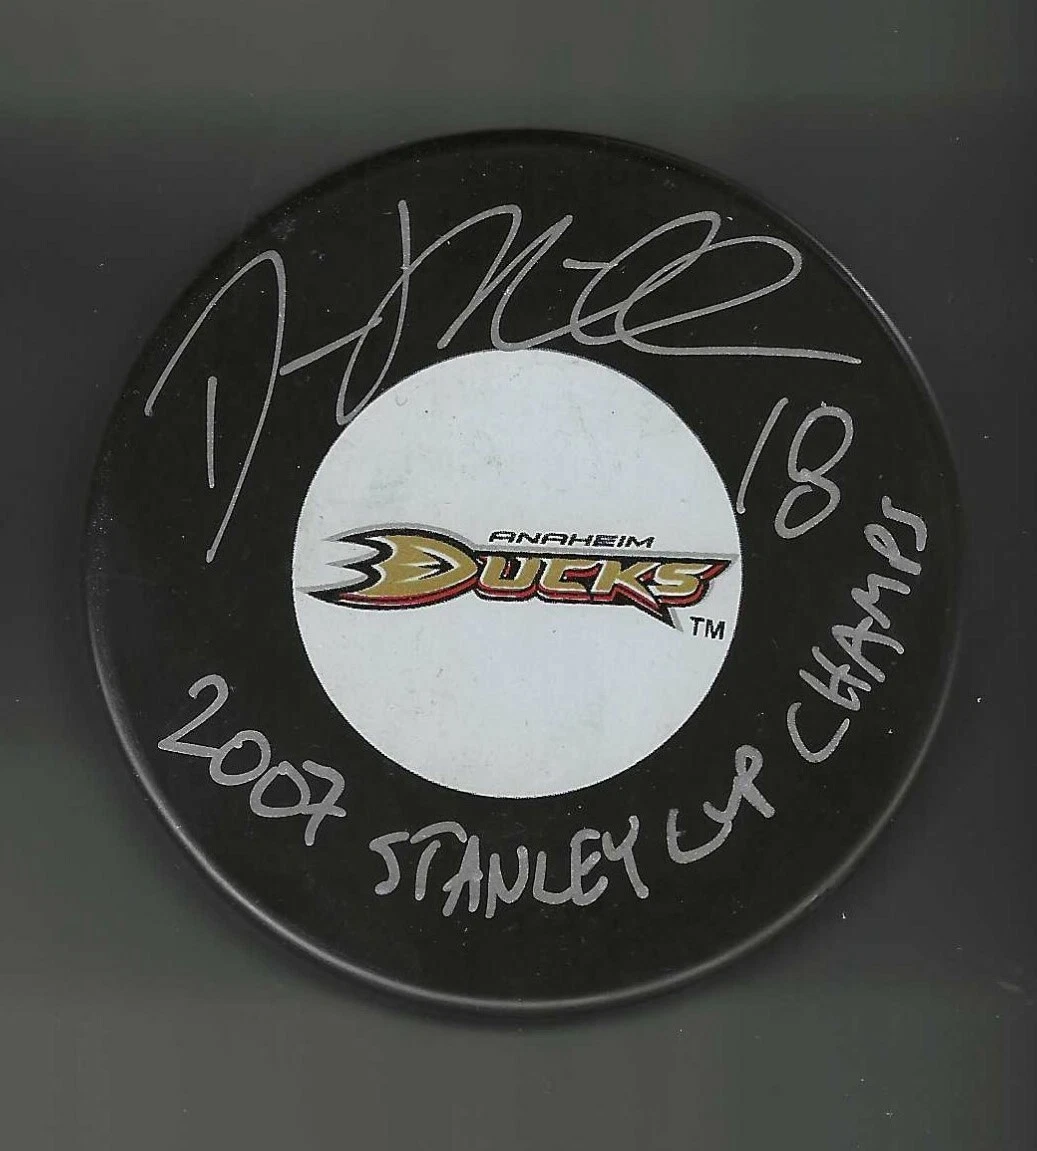 18
ANAHEIM
DUCKS
TM
2007 STANLEY CUP CHAMPS